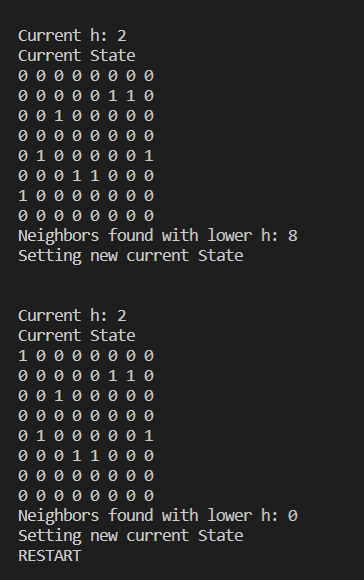 Current h: 2
Current State
0 0 0 0 0 0 0 0
0 0 0 0 0 1 1 0
0 0 1 0 0 0 0 0
0 0 0 0 0 0 0 0
0 1 0 0 0 0 0 1
0 0 0 1 1 0 0 0
1 0 0 0 0 0 0 0
0 0 0 0 0 0 0 0
Neighbors found with lower h: 8
Setting new current State
Current h: 2
Current State
1 0 0 0 0 0 0 0
0 0 0 0 0 1 1 0
0 0 1 0 0 0 0 0
0 0 0 0 0 0 0 0
0 1 0 0 0 0 0 1
0 0 0 1 1 0 0 0
0 0 0 0 0 0 0 0
0 0 0 0 0 0 0 0
Neighbors found with lower h: 0
Setting new current State
RESTART